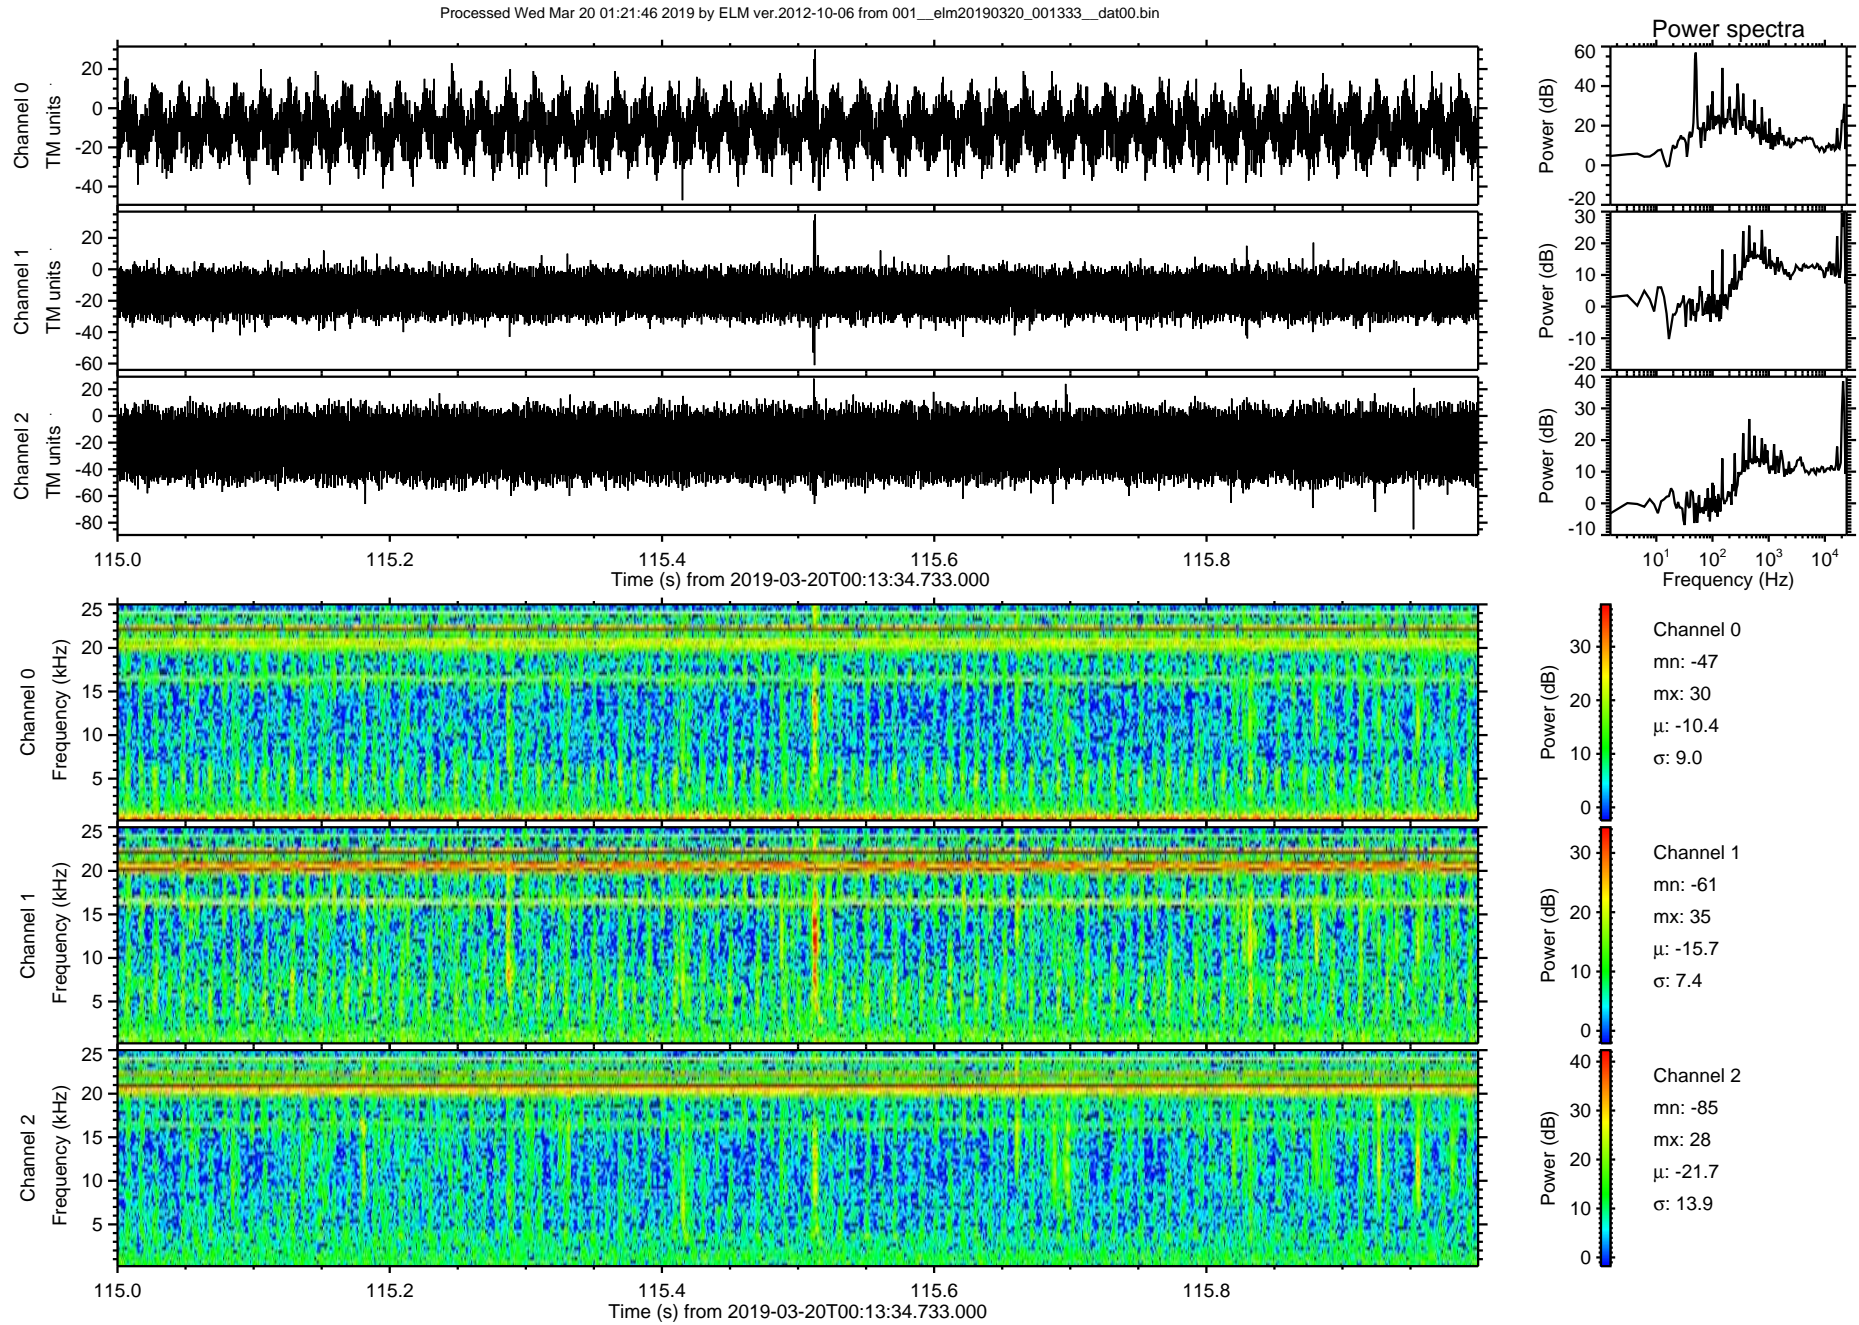 Processed Wed Mar 20 01:21:46 2019 by ELM ver.2012-10-06 from 001__elm20190320_001333__dat00.bin
Power spectra
Channel 0
TM units
20
0
-20
-40
Power (dB)
60
40
20
0
-20
Channel 1
TM units
20
0
-20
-40
-60
Power (dB)
30
20
10
0
-10
-20
Channel 2
TM units
20
0
-20
-40
-60
-80
Power (dB)
40
30
20
10
0
-10
115.0 115.2 115.4 115.6 115.8
Time (s) from 2019-03-20T00:13:34.733.000
10^1 10^2 10^3 10^4
Frequency (Hz)
Channel 0
Frequency (kHz)
25
20
15
10
5
Power (dB)
30
20
10
0
Channel 0
mn: -47
mx: 30
µ: -10.4
σ: 9.0
Channel 1
Frequency (kHz)
25
20
15
10
5
Power (dB)
30
20
10
0
Channel 1
mn: -61
mx: 35
µ: -15.7
σ: 7.4
Channel 2
Frequency (kHz)
25
20
15
10
5
Power (dB)
40
30
20
10
0
Channel 2
mn: -85
mx: 28
µ: -21.7
σ: 13.9
115.0 115.2 115.4 115.6 115.8
Time (s) from 2019-03-20T00:13:34.733.000